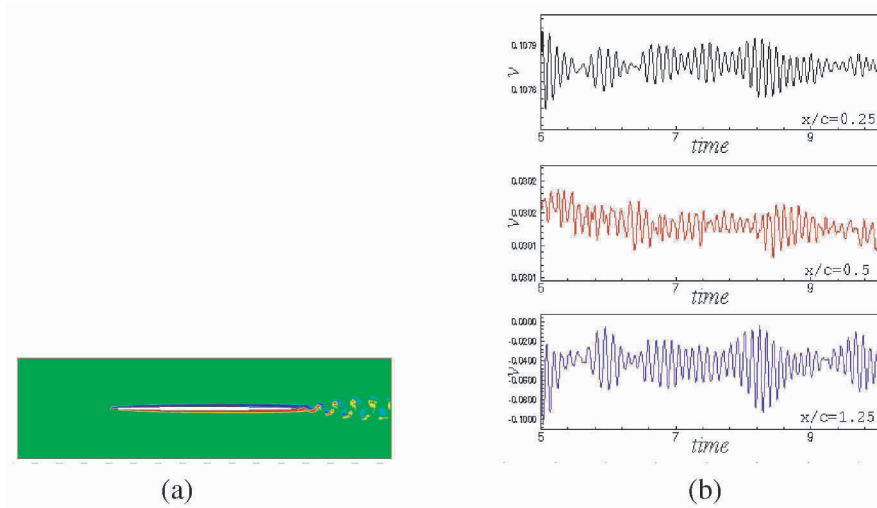 0.1079
0.1078
v
x/c=0.25
5 7 9
time
0.0302
0.0302
0.0301
0.0301
v
x/c=0.5
5 7 9
time
0.0000
-0.0200
-0.0400
-0.0600
-0.0800
-0.1000
v
x/c=1.25
5 7 9
time
(a) (b)